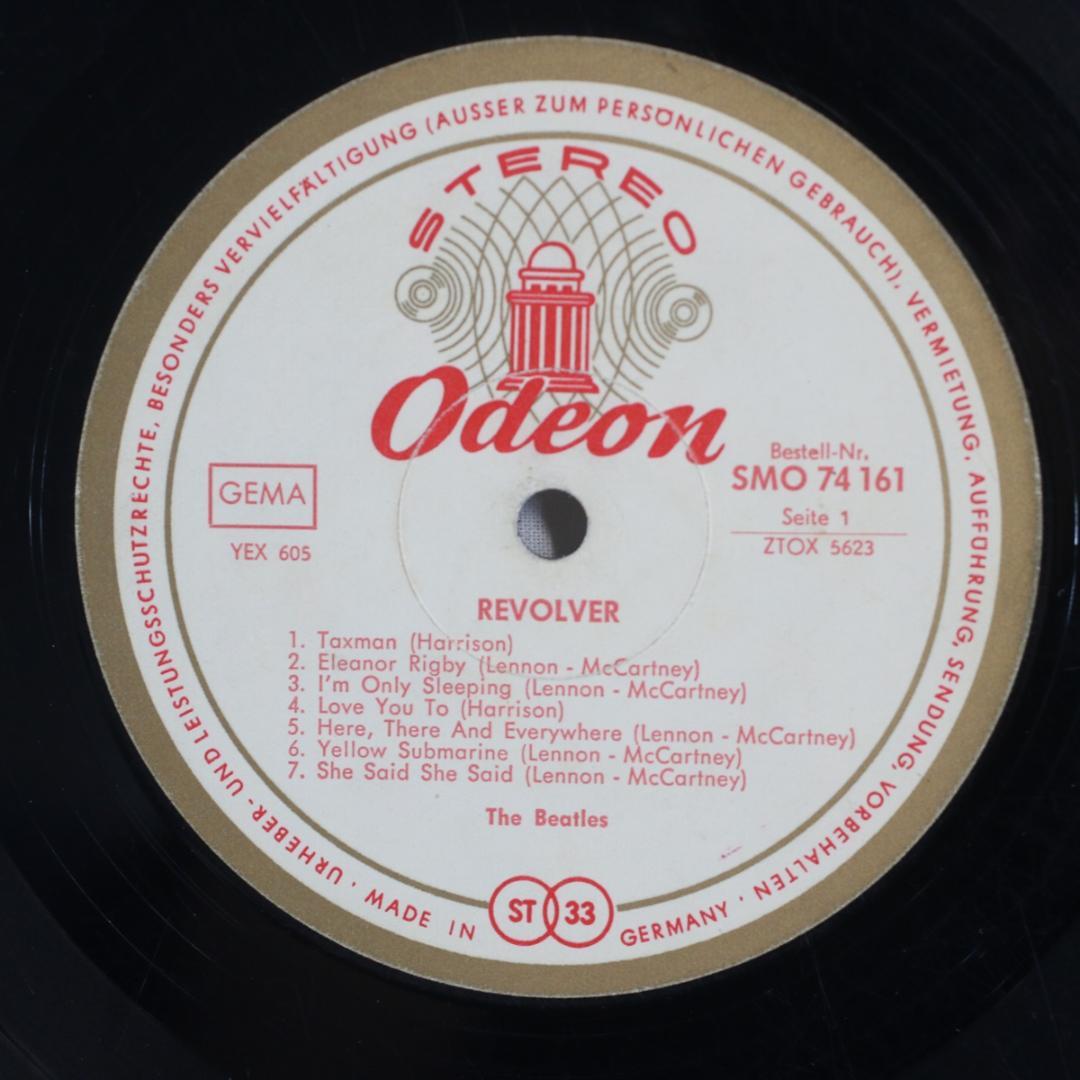 URHEBER- UND LEISTUNGSSCHUTZRECHTE, BESONDERS VERVIELFÄLTIGUNG (AUSSER ZUM PERSÖNLICHEN GEBRAUCH), VERMIETUNG, AUFFÜHRUNG, SENDUNG, VORBEHALTEN · MADE IN GERMANY ·
STEREO
Odeon
GEMA
YEX 605
Bestell-Nr.
SMO 74 161
Seite 1
ZTOX 5623
REVOLVER
1. Taxman (Harrison)
2. Eleanor Rigby (Lennon - McCartney)
3. I'm Only Sleeping (Lennon - McCartney)
4. Love You To (Harrison)
5. Here, There And Everywhere (Lennon - McCartney)
6. Yellow Submarine (Lennon - McCartney)
7. She Said She Said (Lennon - McCartney)
The Beatles
ST 33